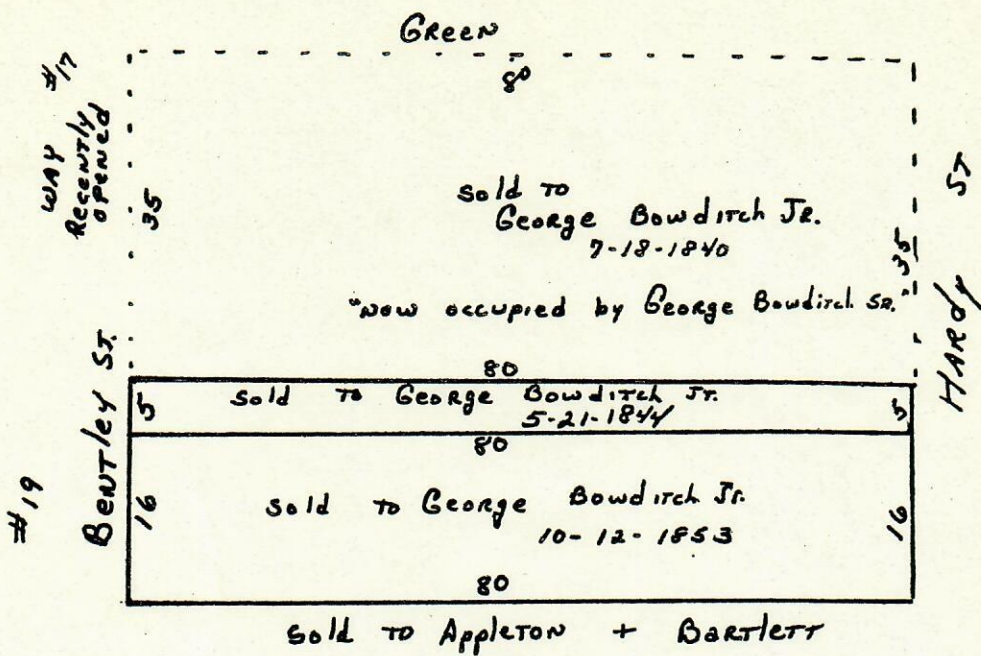 Green
80
#17
Way
Recently
opened
35
Sold to
George Bowditch Jr.
7-18-1840
35
Hardy St
"Now occupied by George Bowditch Sr."
80
Bentley St.
5
Sold to George Bowditch Jr.
5-21-1844
5
80
#19
16
Sold to George Bowditch Jr.
10-12-1853
16
80
Sold to Appleton + Bartlett